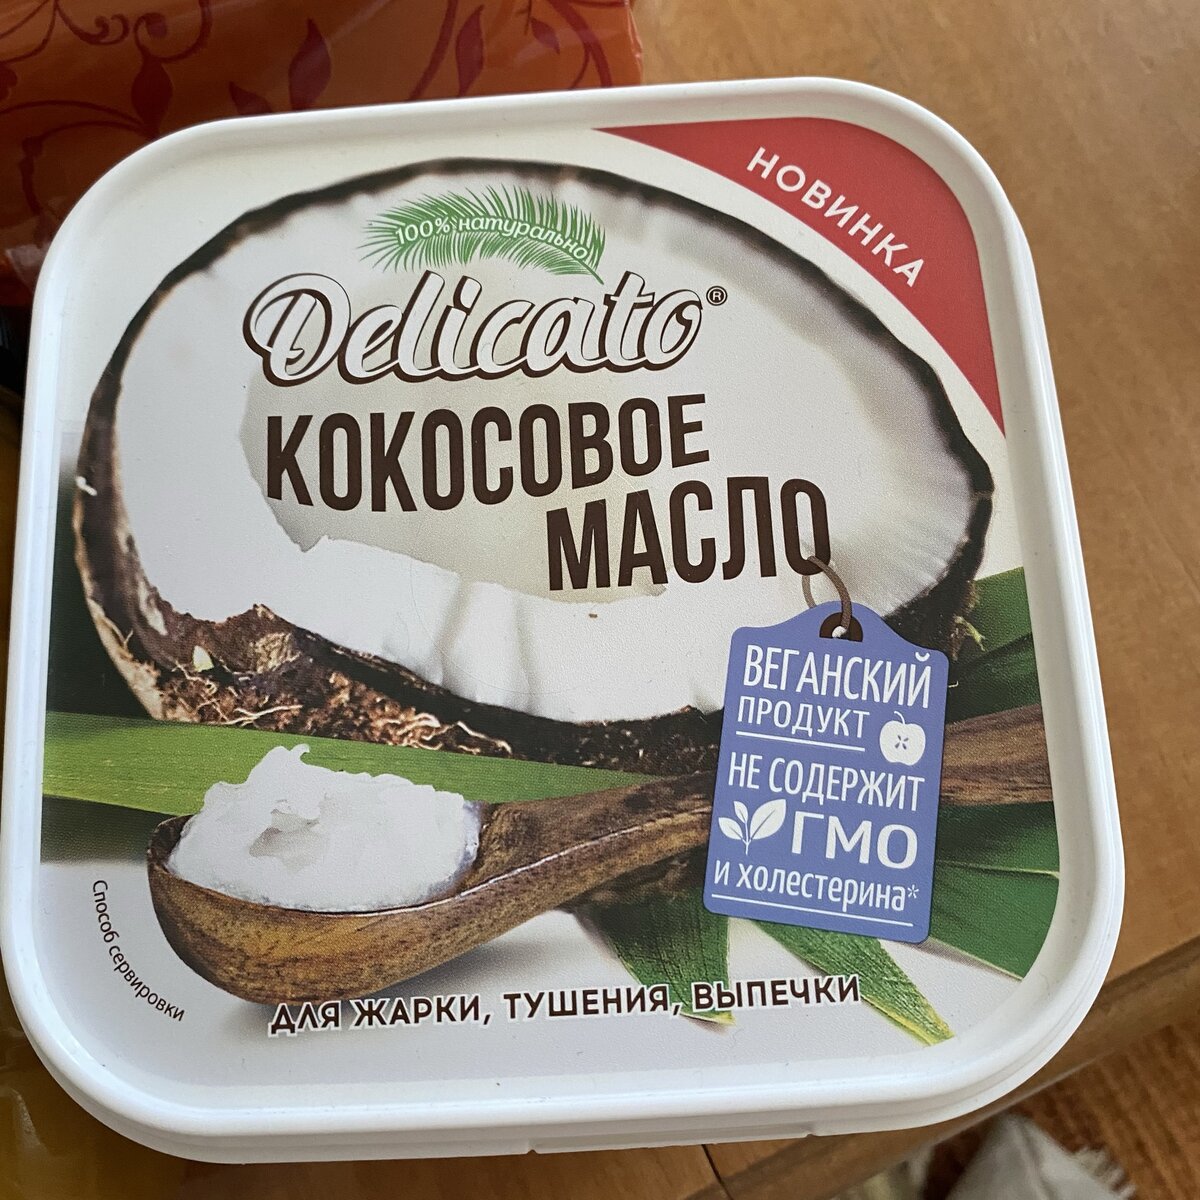 НОВИНКА
100% натурально
Delicato®
КОКОСОВОЕ
МАСЛО
ВЕГАНСКИЙ
ПРОДУКТ
НЕ СОДЕРЖИТ
ГМО
и холестерина*
Способ сервировки
ДЛЯ ЖАРКИ, ТУШЕНИЯ, ВЫПЕЧКИ